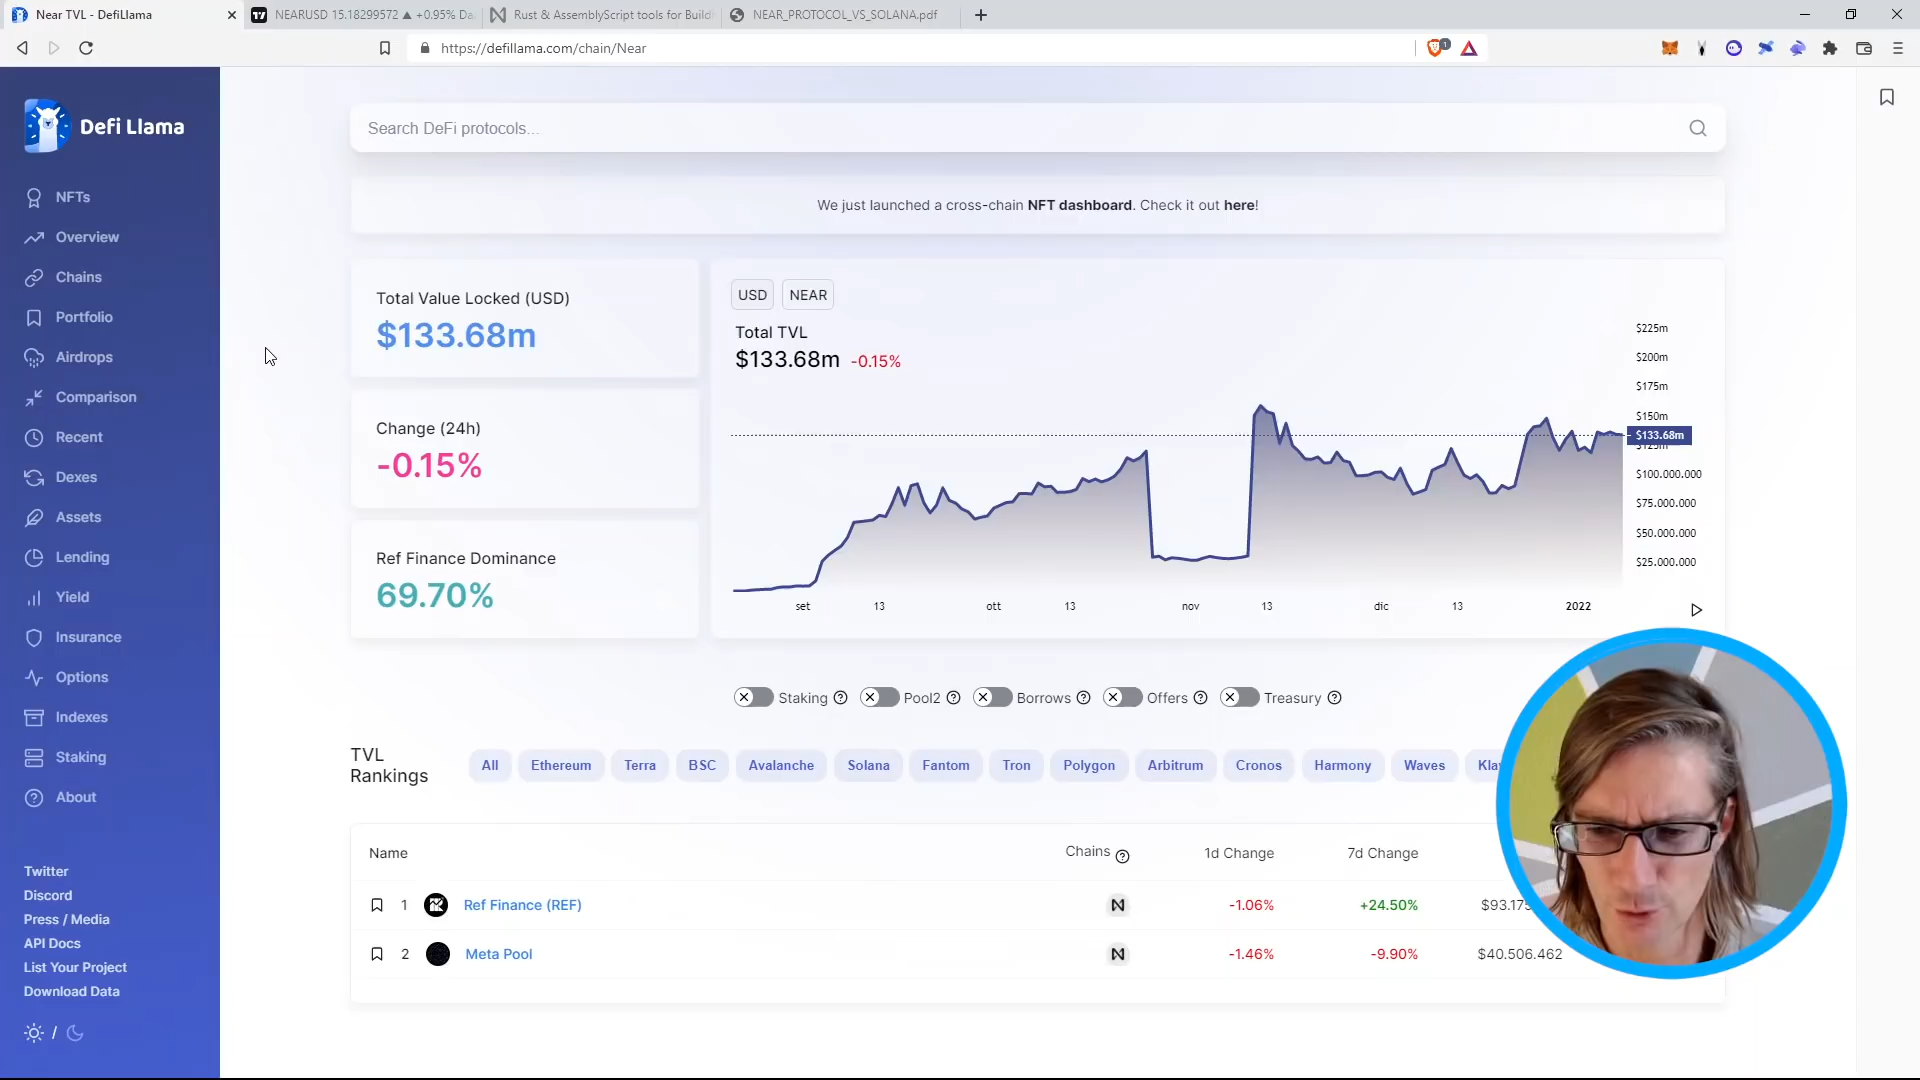 Near TVL - DefiLlama
NEARUSD 15.18299572 ▲ +0.95%
Rust & AssemblyScript tools for
NEAR_PROTOCOL_VS_SOLANA.pdf
https://defillama.com/chain/Near
1
Defi Llama
NFTs
Overview
Chains
Portfolio
Airdrops
Comparison
Recent
Dexes
Assets
Lending
Yield
Insurance
Options
Indexes
Staking
About
Twitter
Discord
Press / Media
API Docs
List Your Project
Download Data
/
Search DeFi protocols...
We just launched a cross-chain NFT dashboard. Check it out here!
Total Value Locked (USD)
$133.68m
Change (24h)
-0.15%
Ref Finance Dominance
69.70%
USD NEAR
Total TVL
$133.68m -0.15%
$225m
$200m
$175m
$150m
$133.68m
$100.000.000
$75.000.000
$50.000.000
$25.000.000
set 13 ott 13 nov 13 dic 13 2022
Staking Pool2 Borrows Offers Treasury
TVL
Rankings
All Ethereum Terra BSC Avalanche Solana Fantom Tron Polygon Arbitrum Cronos Harmony Waves
Name Chains 1d Change 7d Change
1 Ref Finance (REF) -1.06% +24.50%
2 Meta Pool -1.46% -9.90% $40.506.462